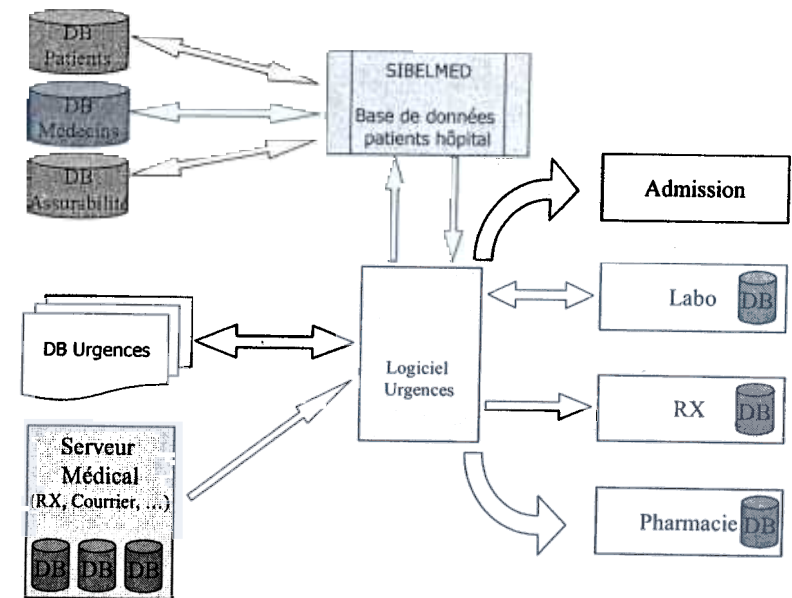 DB
Patients
DB
Médecins
DB
Assurabilité
SIBELMED
Base de données
patients hôpital
Admission
Labo
DB
DB Urgences
Logiciel
Urgences
RX
DB
Serveur
Médical
(RX, Courrier, ...)
DB DB DB
Pharmacie
DB